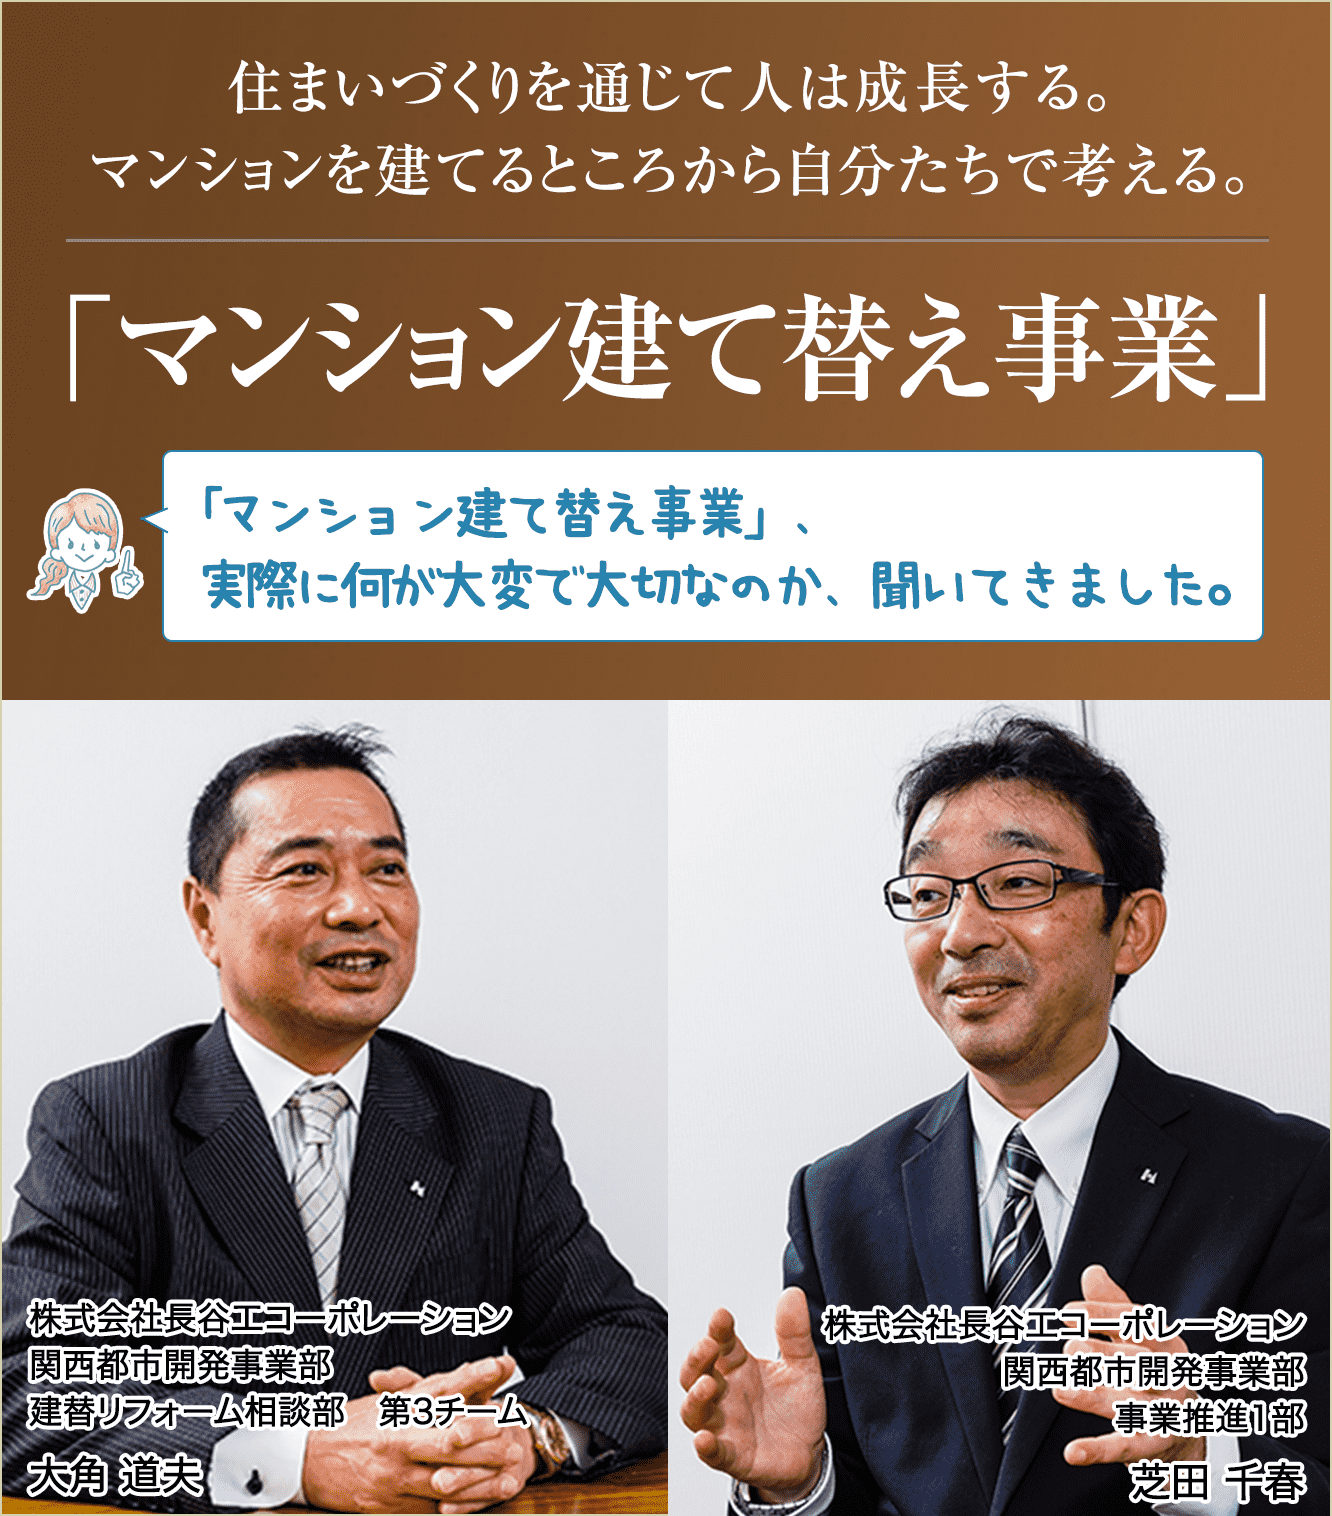 住まいづくりを通じて人は成長する。
マンションを建てるところから自分たちで考える。
「マンション建て替え事業」
「マンション建て替え事業」、
実際に何が大変で大切なのか、聞いてきました。
株式会社長谷工コーポレーション
関西都市開発事業部
建替リフォーム相談部　第3チーム
大角 道夫
株式会社長谷工コーポレーション
関西都市開発事業部
事業推進1部
芝田 千春